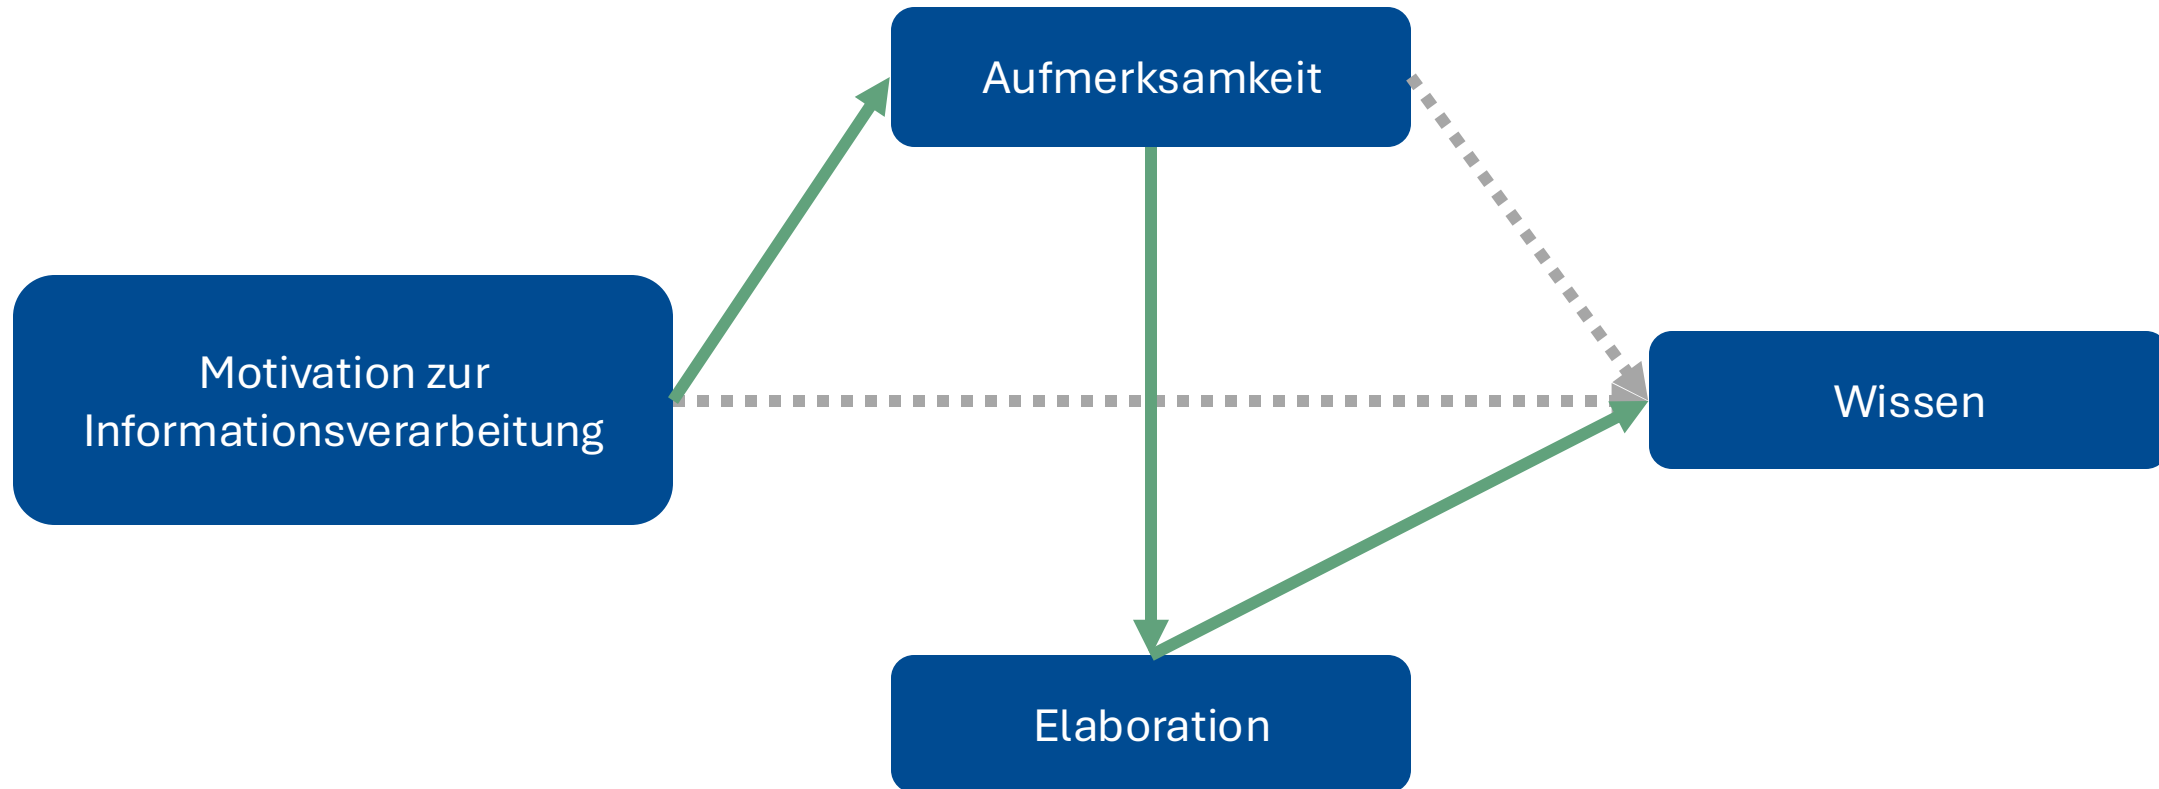 Aufmerksamkeit
Motivation zur
Informationsverarbeitung
Wissen
Elaboration